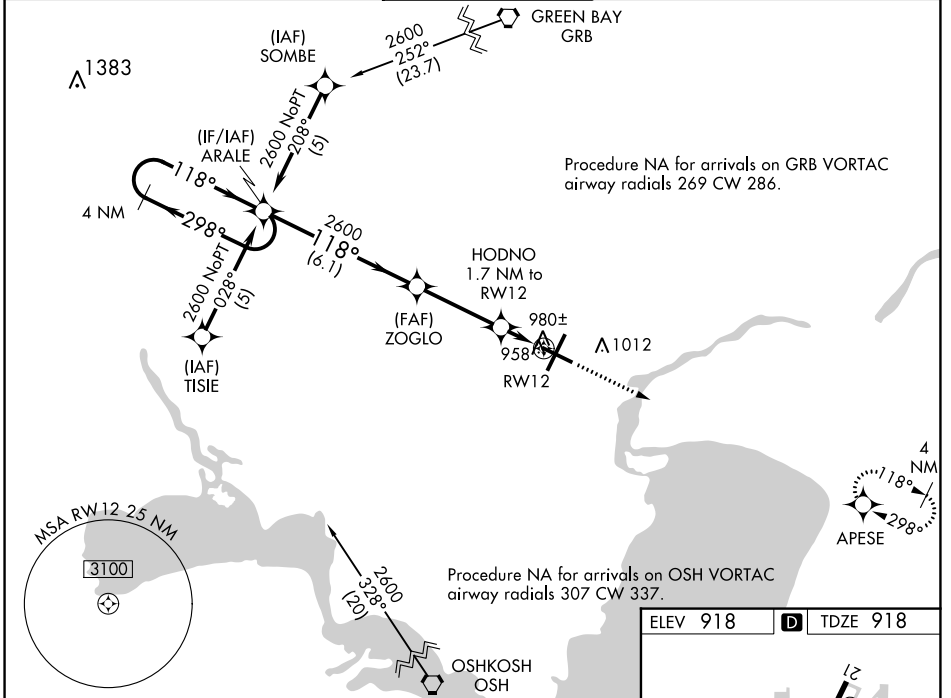 GREEN BAY
GRB
2600
252°
(23.7)
(IAF)
SOMBE
1383
2600 NoPT
208°
(5)
(IF/IAF)
ARALE
118°
4 NM
298°
2600
118°
(6.1)
Procedure NA for arrivals on GRB VORTAC
airway radials 269 CW 286.
2600 NoPT
028°
(5)
HODNO
1.7 NM to
RW12
(FAF)
ZOGLO
980±
958
1012
RW12
(IAF)
TISIE
4
NM
118°
298°
APESE
MSA RW12 25 NM
3100
2600
328°
(20)
Procedure NA for arrivals on OSH VORTAC
airway radials 307 CW 337.
OSHKOSH
OSH
ELEV 918
D
TDZE 918
21